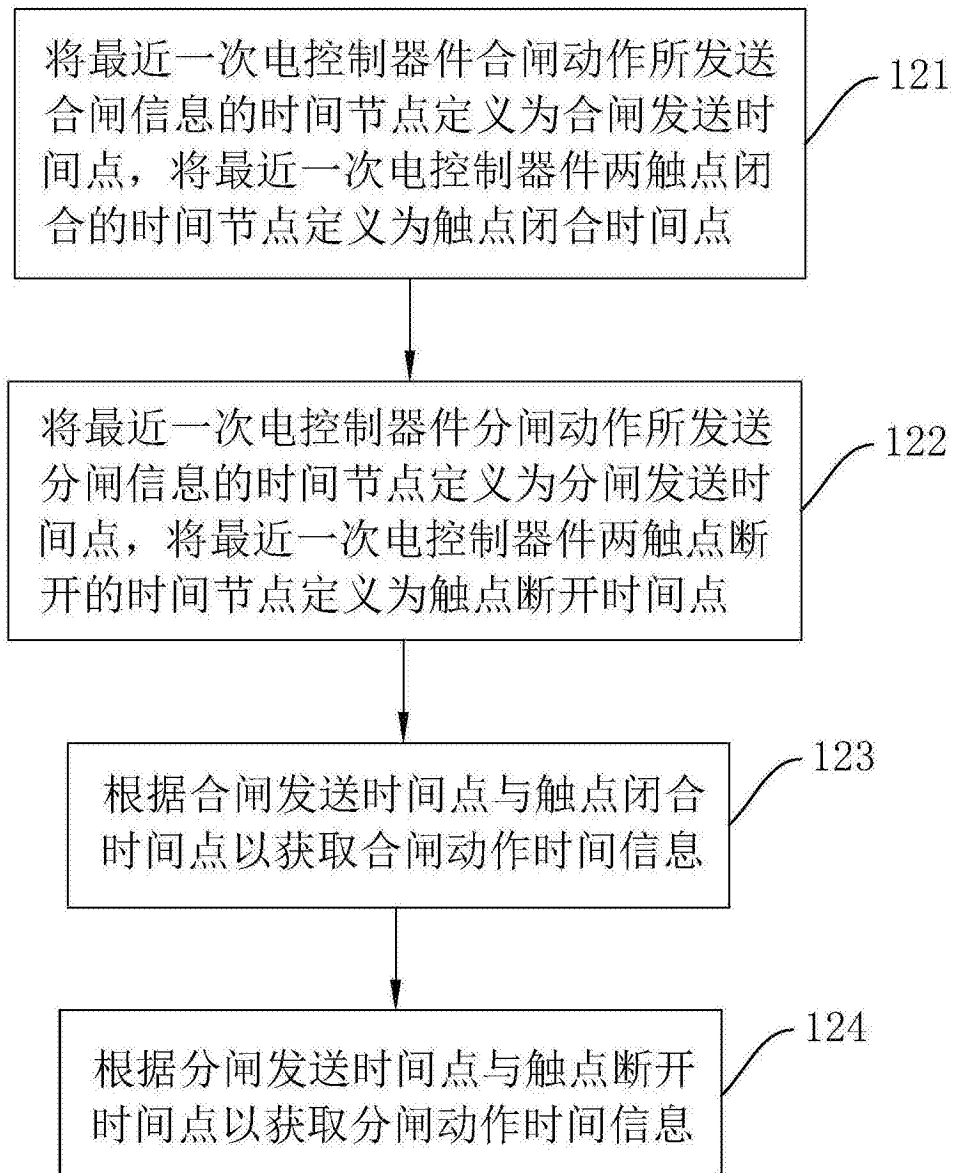 将最近一次电控制器件合闸动作所发送
合闸信息的时间节点定义为合闸发送时
间点，将最近一次电控制器件两触点闭
合的时间节点定义为触点闭合时间点
121
将最近一次电控制器件分闸动作所发送
分闸信息的时间节点定义为分闸发送时
间点，将最近一次电控制器件两触点断
开的时间节点定义为触点断开时间点
122
根据合闸发送时间点与触点闭合
时间点以获取合闸动作时间信息
123
根据分闸发送时间点与触点断开
时间点以获取分闸动作时间信息
124